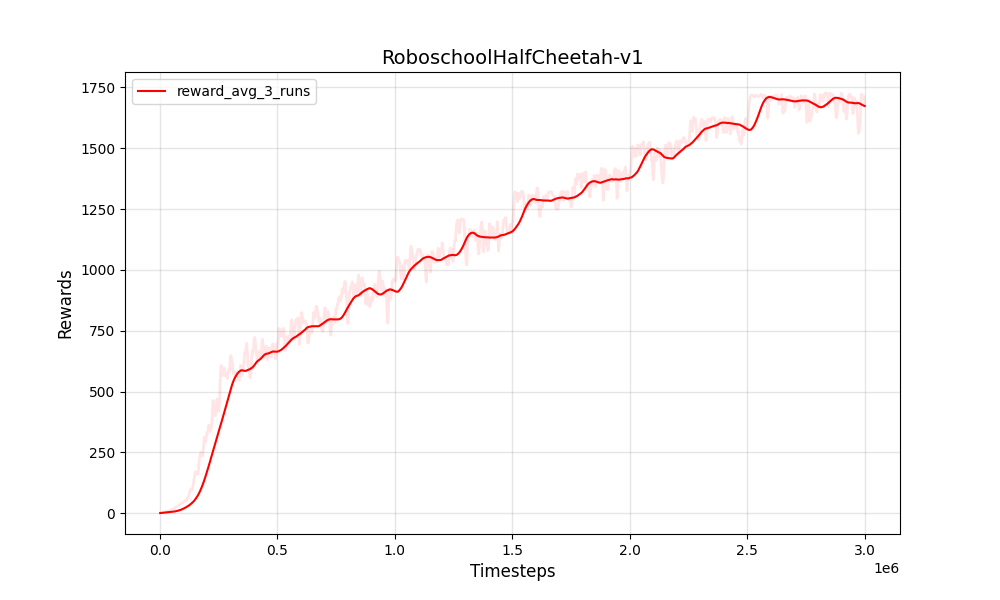 RoboschoolHalfCheetah-v1
reward_avg_3_runs
Rewards
1750
1500
1250
1000
750
500
250
0
0.0 0.5 1.0 1.5 2.0 2.5 3.0
1e6
Timesteps